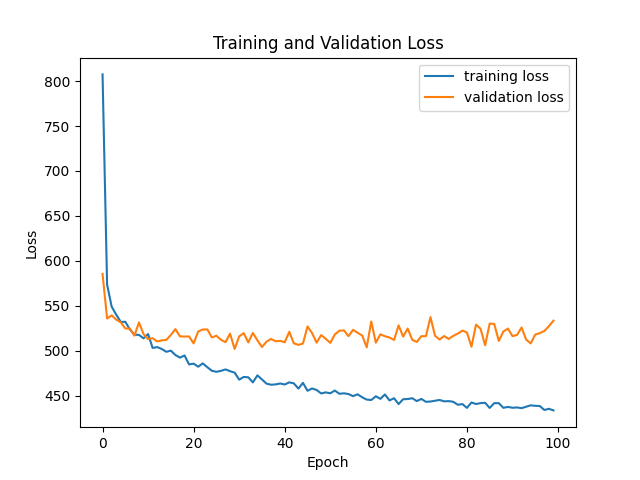 Training and Validation Loss
training loss
validation loss
800
750
700
650
600
550
500
450
Loss
0 20 40 60 80 100
Epoch